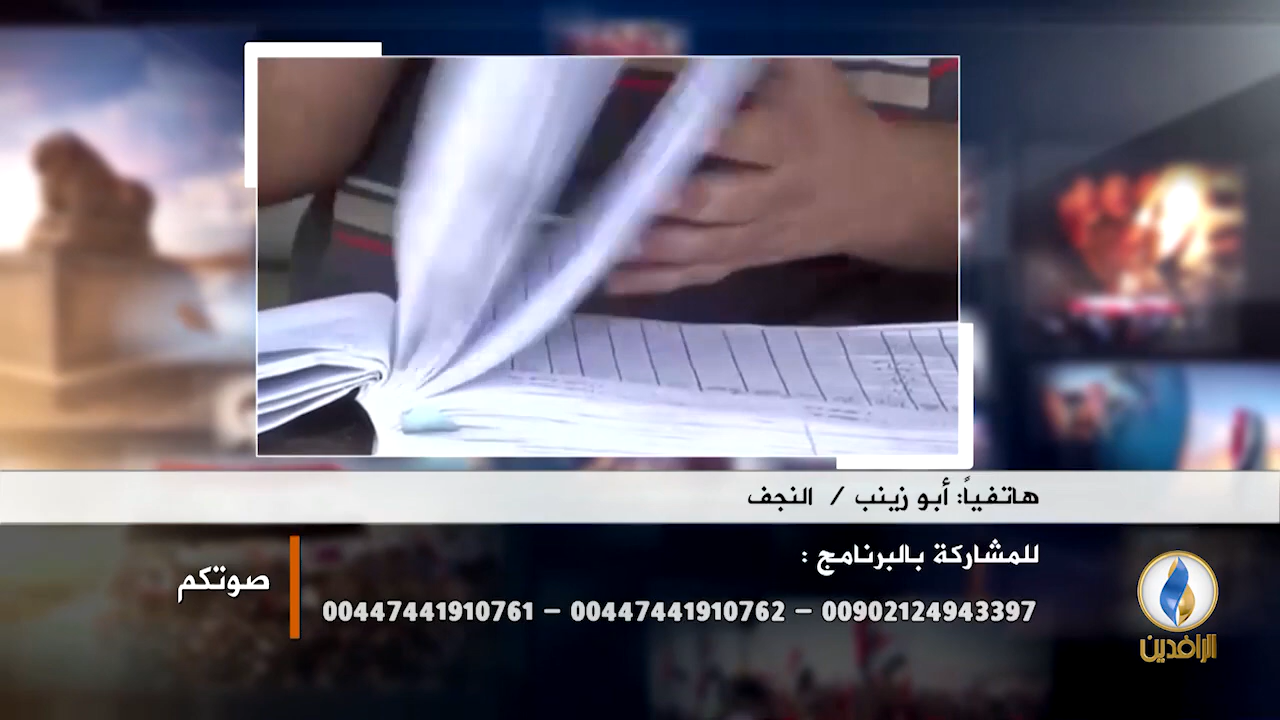 هاتفياً: أبو زينب / النجف
للمشاركة بالبرنامج :
صوتكم
00447441910761 – 00447441910762 – 00902124943397
الرافدين